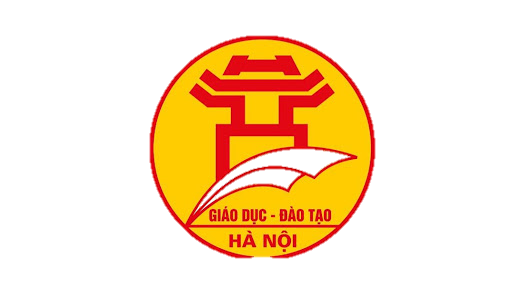 GIÁO DỤC - ĐÀO TẠO
HÀ NỘI